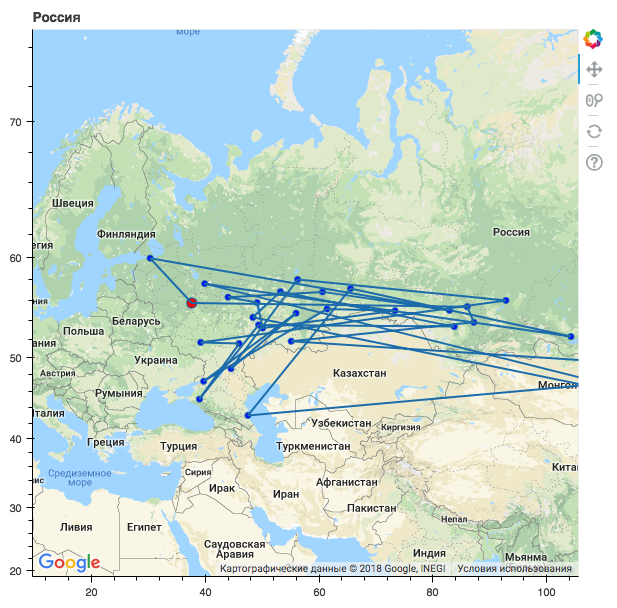 Россия
море
70
Швеция
Финляндия
Россия
60
Беларусь
Польша
50
Украина
Казахстан
Австрия
Румыния
Монгол
Узбекистан
Киргизия
40
Греция
Турция
Туркменистан
Средиземное
море
Сирия
Афганистан
Кита
Ирак
Иран
Пакистан
30
Ливия
Египет
Непал
Саудовская
Аравия
Индия
Мьянма
Google
Картографические данные © 2018 Google, INEGI
Условия использования
20
20
40
60
80
100